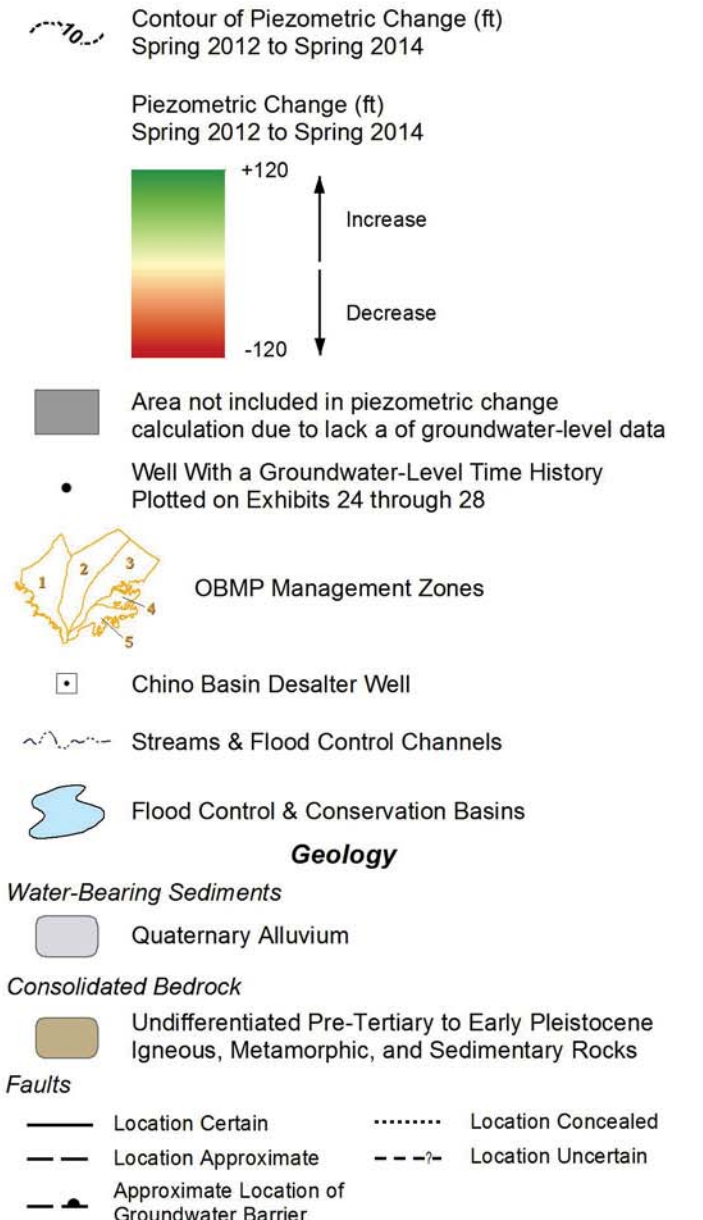 10
Contour of Piezometric Change (ft)
Spring 2012 to Spring 2014
Piezometric Change (ft)
Spring 2012 to Spring 2014
+120
Increase
Decrease
-120
Area not included in piezometric change
calculation due to lack a of groundwater-level data
Well With a Groundwater-Level Time History
Plotted on Exhibits 24 through 28
1
2
3
4
5
OBMP Management Zones
Chino Basin Desalter Well
Streams & Flood Control Channels
Flood Control & Conservation Basins
Geology
Water-Bearing Sediments
Quaternary Alluvium
Consolidated Bedrock
Undifferentiated Pre-Tertiary to Early Pleistocene
Igneous, Metamorphic, and Sedimentary Rocks
Faults
Location Certain
Location Concealed
Location Approximate
?
Location Uncertain
Approximate Location of
Groundwater Barrier